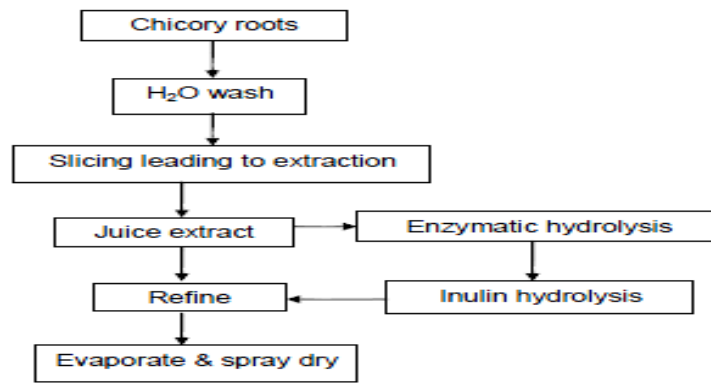 Chicory roots
H₂O wash
Slicing leading to extraction
Juice extract
Enzymatic hydrolysis
Refine
Inulin hydrolysis
Evaporate & spray dry